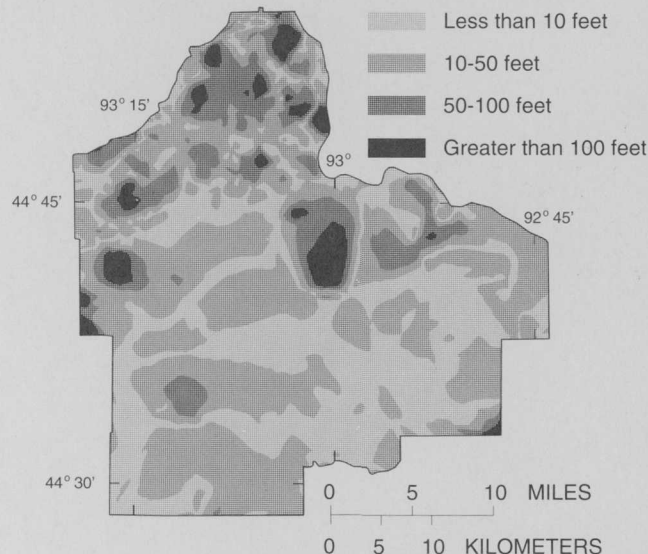 Less than 10 feet
10-50 feet
50-100 feet
Greater than 100 feet
93° 15'
93°
44° 45'
92° 45'
44° 30'
0 5 10 MILES
0 5 10 KILOMETERS